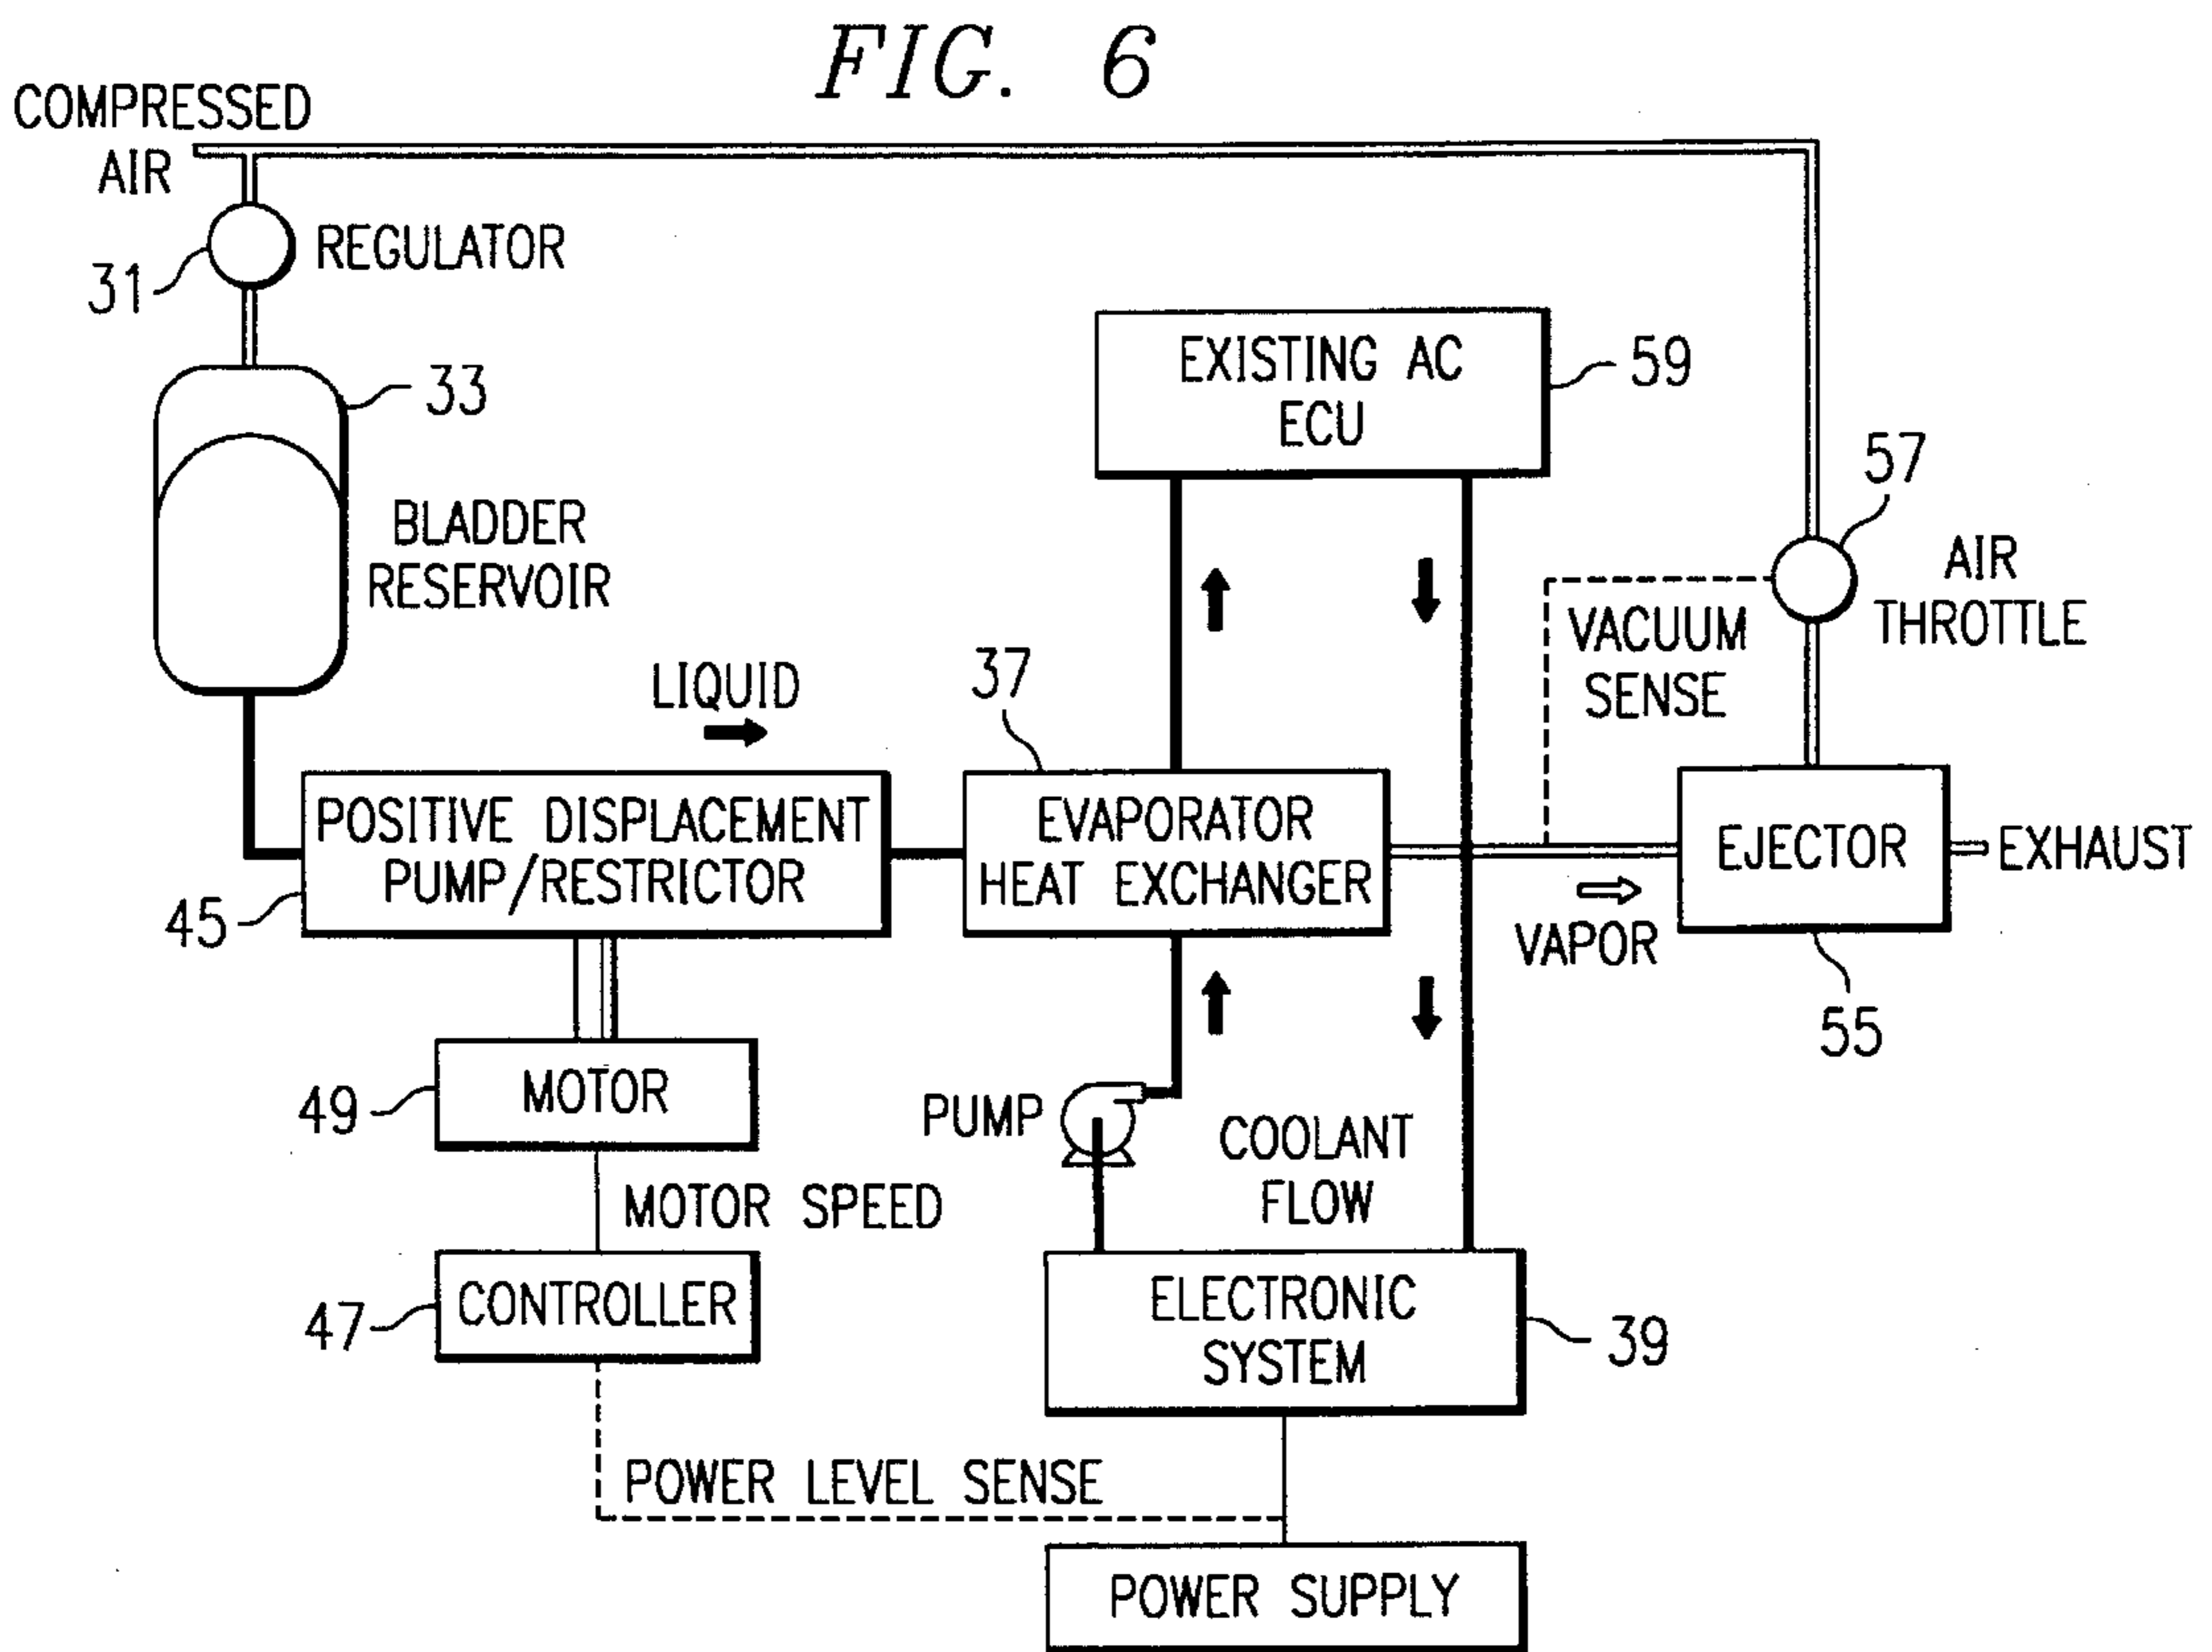 FIG. 6
COMPRESSED
AIR
REGULATOR
31
33
BLADDER
RESERVOIR
EXISTING AC
ECU
59
57
AIR
THROTTLE
VACUUM
SENSE
LIQUID
37
POSITIVE DISPLACEMENT
PUMP/RESTRICTOR
45
EVAPORATOR
HEAT EXCHANGER
EJECTOR
EXHAUST
VAPOR
55
MOTOR
49
PUMP
COOLANT
FLOW
MOTOR SPEED
CONTROLLER
47
ELECTRONIC
SYSTEM
39
POWER LEVEL SENSE
POWER SUPPLY